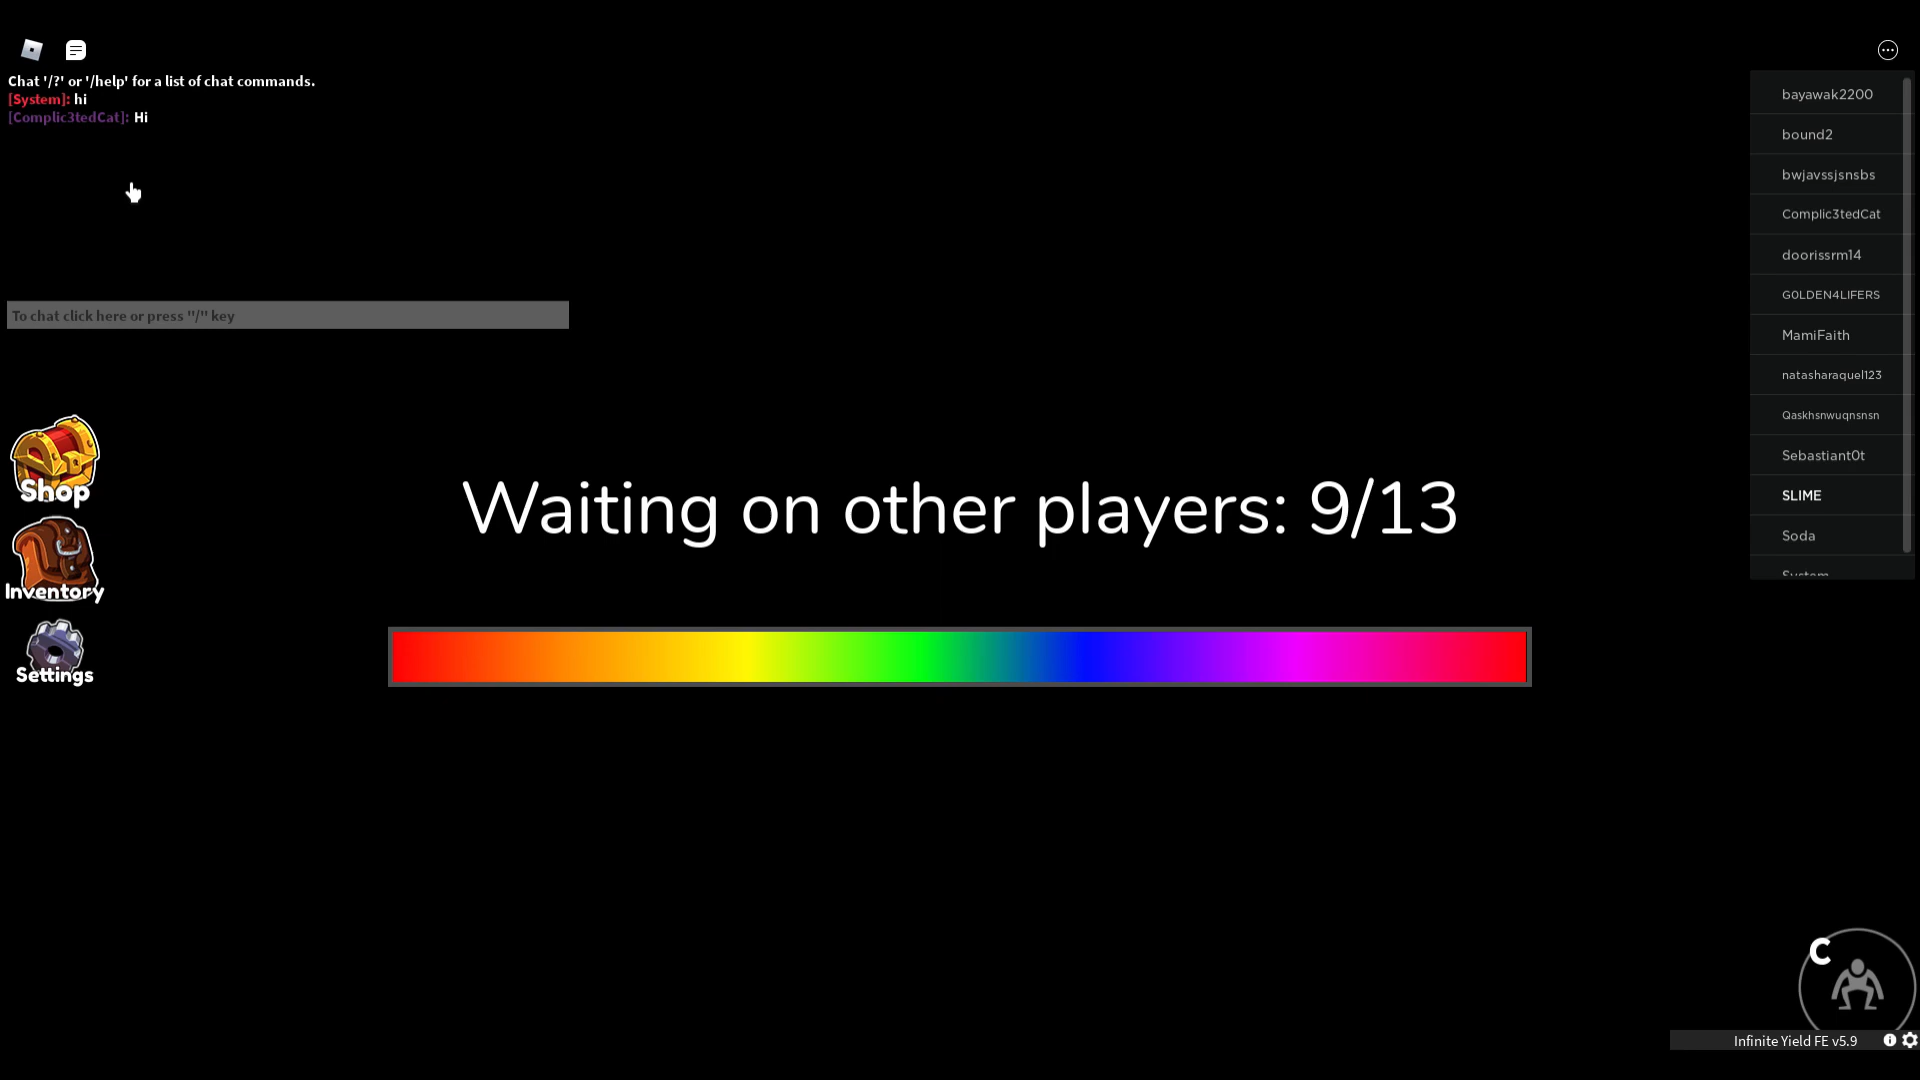 Chat '/?' or '/help' for a list of chat commands.
[System]: hi
[Complic3tedCat]: Hi
To chat click here or press "/" key
Shop
Inventory
Settings
Waiting on other players: 9/13
bayawak2200
bound2
bwjavssjsnsbs
Complic3tedCat
doorissrm14
G0LDEN4LIFERS
MamiFaith
natasharaquel123
Qaskhsnwuqnsnsn
Sebastiant0t
SLIME
Soda
System
C
Infinite Yield FE v5.9